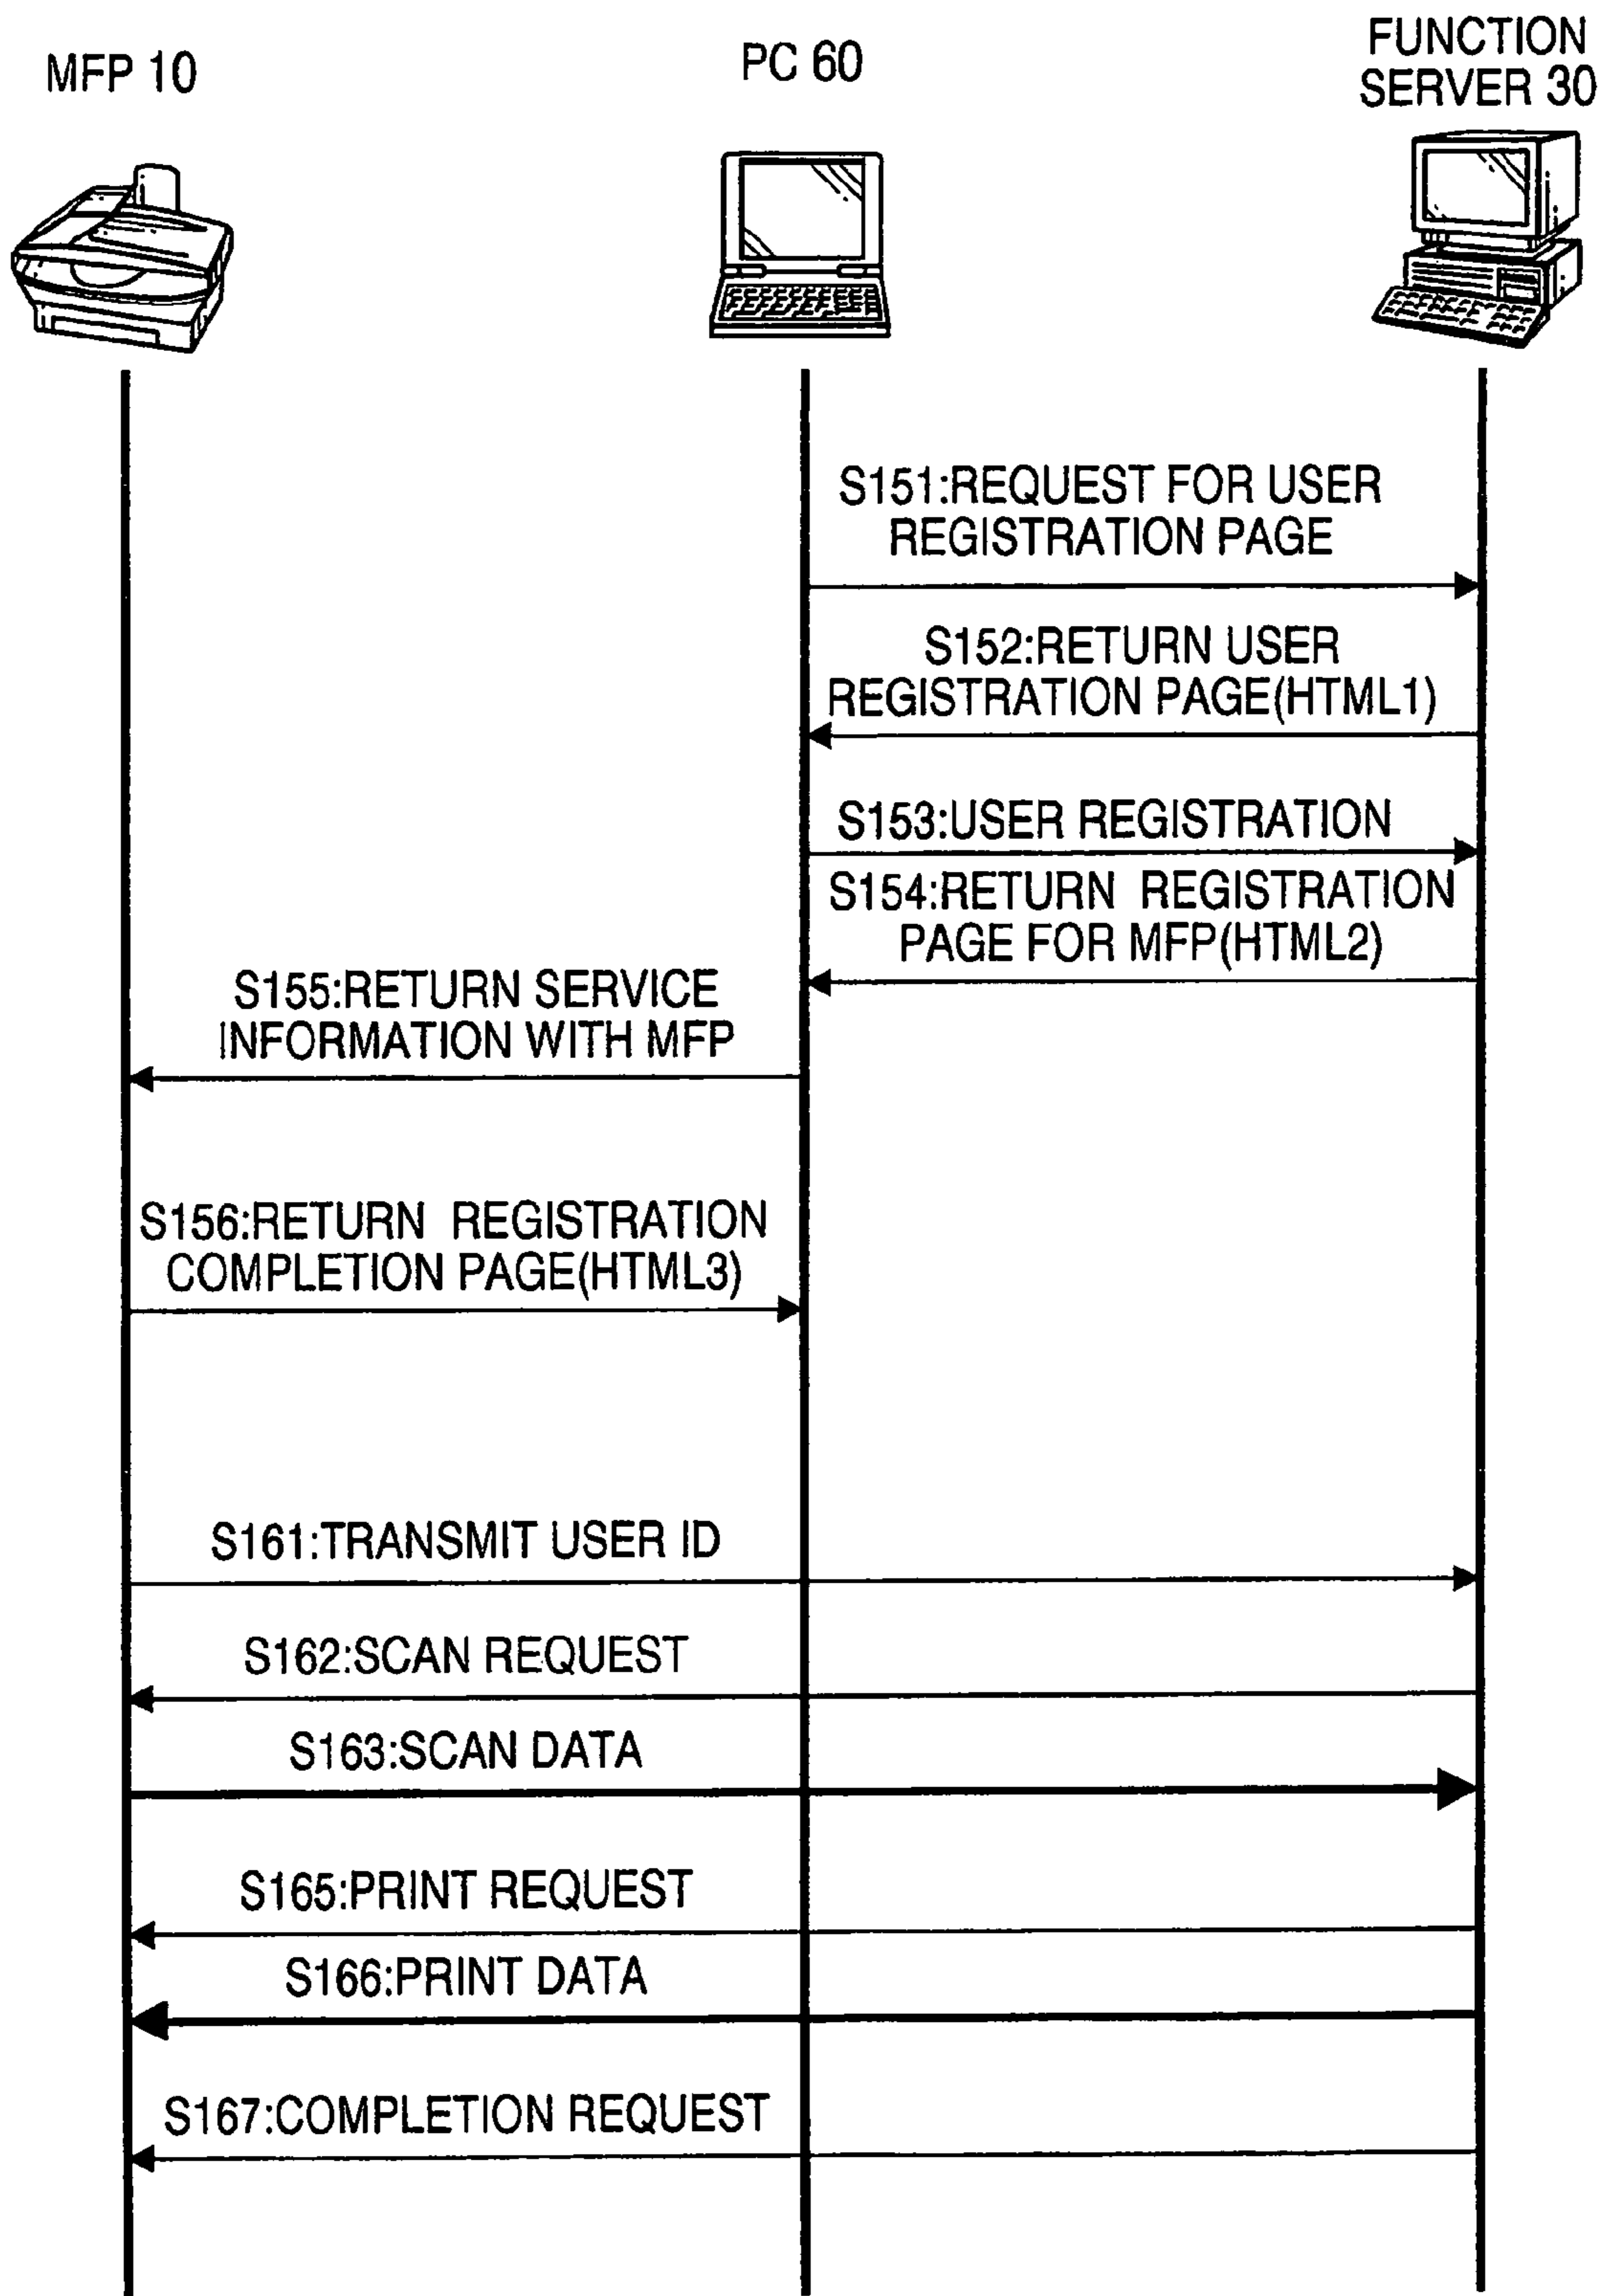 MFP 10
PC 60
FUNCTION
SERVER 30
S151:REQUEST FOR USER
REGISTRATION PAGE
S152:RETURN USER
REGISTRATION PAGE(HTML1)
S153:USER REGISTRATION
S154:RETURN REGISTRATION
PAGE FOR MFP(HTML2)
S155:RETURN SERVICE
INFORMATION WITH MFP
S156:RETURN REGISTRATION
COMPLETION PAGE(HTML3)
S161:TRANSMIT USER ID
S162:SCAN REQUEST
S163:SCAN DATA
S165:PRINT REQUEST
S166:PRINT DATA
S167:COMPLETION REQUEST